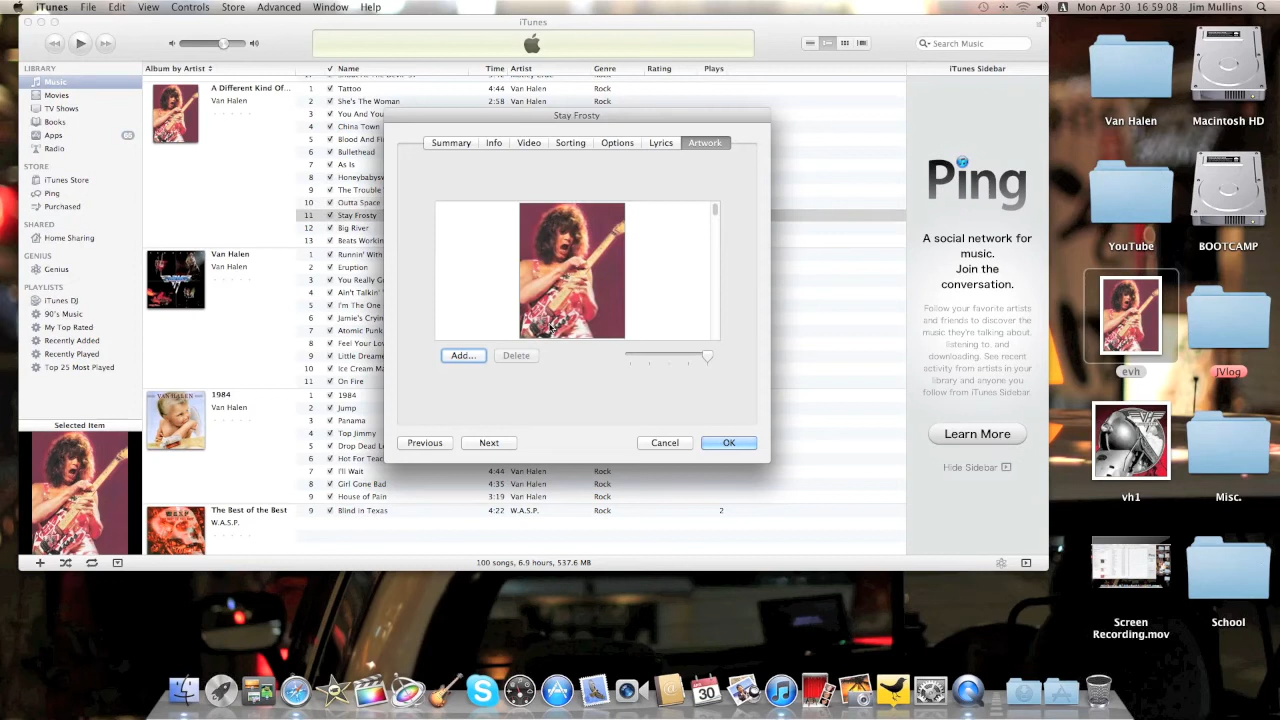 iTunes File Edit View Controls Store Advanced Window Help
Mon Apr 30 16:59:08 Jim Mullins
iTunes
Search Music
LIBRARY
Music
Movies
TV Shows
Books
Apps 65
Radio
STORE
iTunes Store
Ping
Purchased
SHARED
Home Sharing
GENIUS
Genius
PLAYLISTS
iTunes DJ
90's Music
My Top Rated
Recently Added
Recently Played
Top 25 Most Played
Selected Item
Album by Artist Name Time Artist Genre Rating Plays
A Different Kind Of...
Van Halen
1 Tattoo 4:44 Van Halen Rock
2 She's The Woman 2:58 Van Halen Rock
3 You And You
4 China Town
5 Blood And Fi
6 Bullethead
7 As Is
8 Honeybabysw
9 The Trouble
10 Outta Space
11 Stay Frosty
12 Big River
13 Beats Workin
Van Halen
Van Halen
1 Runnin' With
2 Eruption
3 You Really G
4 Ain't Talkin'
5 I'm The One
6 Jamie's Cryin
7 Atomic Punk
8 Feel Your Lov
9 Little Dreame
10 Ice Cream Ma
11 On Fire
1984
Van Halen
1 1984
2 Jump
3 Panama
4 Top Jimmy
5 Drop Dead Le
6 Hot For Teac
7 I'll Wait 4:44 Van Halen Rock
8 Girl Gone Bad 4:35 Van Halen Rock
9 House of Pain 3:19 Van Halen Rock
The Best of the Best
W.A.S.P.
9 Blind in Texas 4:22 W.A.S.P. Rock 2
100 songs, 6.9 hours, 537.6 MB
Stay Frosty
Summary Info Video Sorting Options Lyrics Artwork
Add... Delete
Previous Next Cancel OK
iTunes Sidebar
Ping
A social network for
music.
Join the
conversation.
Follow your favorite artists
and friends to discover the
music they're talking about,
listening to, and
downloading. See recent
activity from artists in your
library and anyone you
follow from iTunes Sidebar.
Learn More
Hide Sidebar
Van Halen
Macintosh HD
YouTube
BOOTCAMP
evh
JVlog
vh1
Misc.
Screen
Recording.mov
School
30